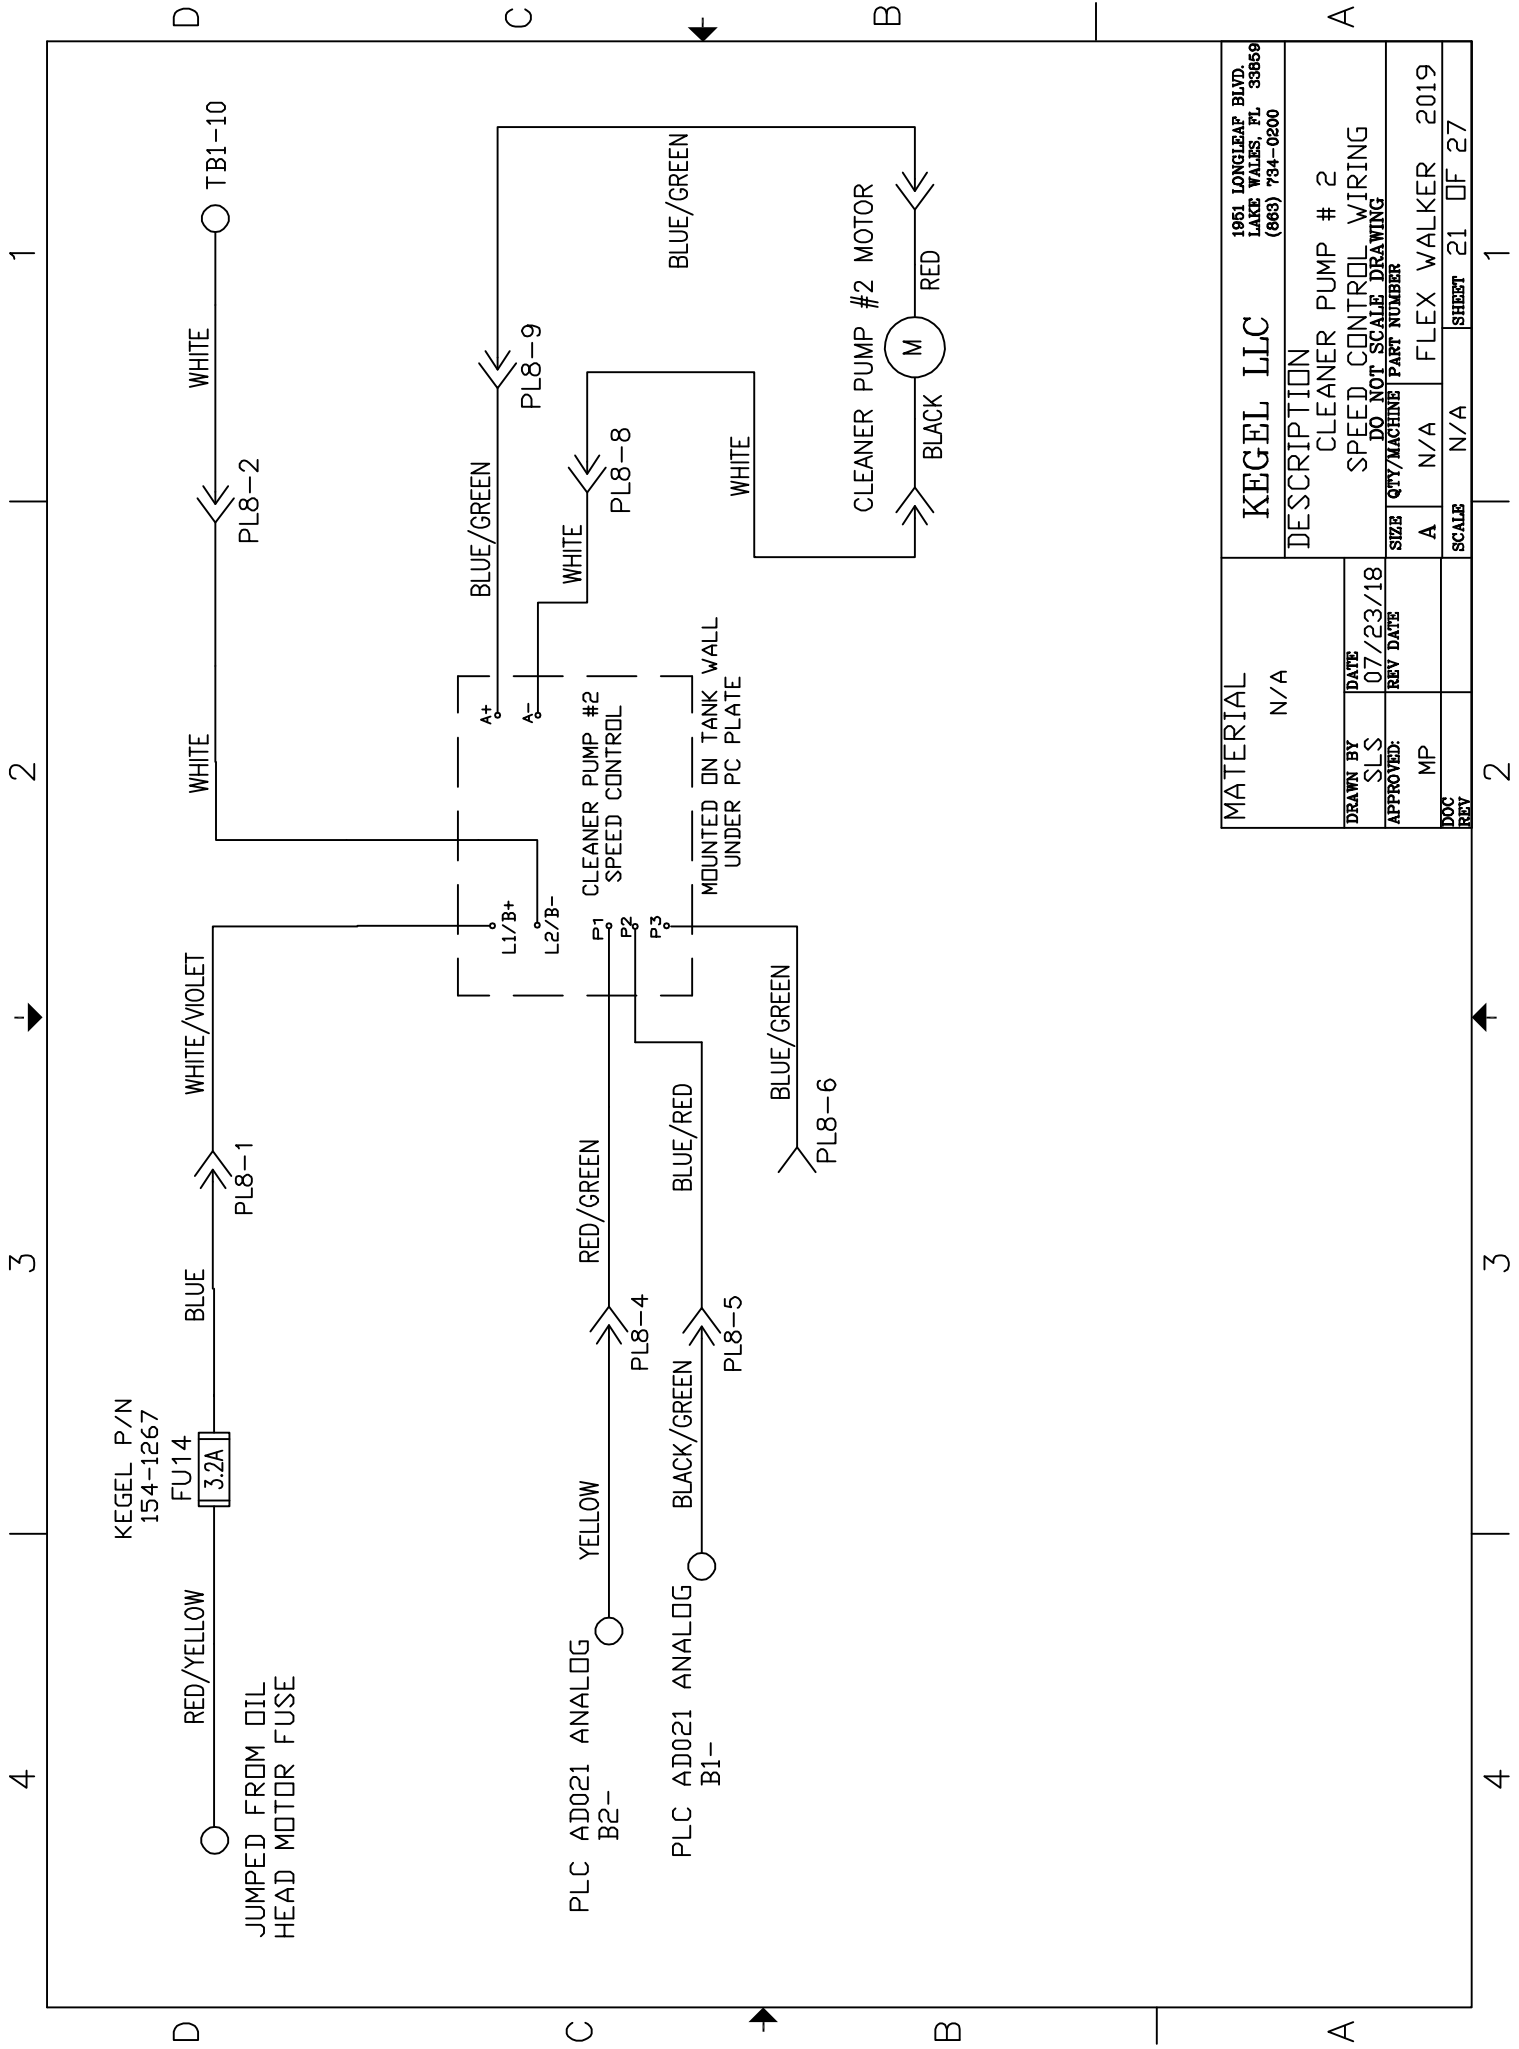 4
3
2
1
D
D
KEGEL P/N
154-1267
FU14
3.2A
RED/YELLOW
BLUE
WHITE/VIOLET
WHITE
WHITE
TB1-10
JUMPED FROM OIL
HEAD MOTOR FUSE
PL8-1
PL8-2
C
C
L1/B+
L2/B-
P1
P2
P3
A+
A-
BLUE/GREEN
PL8-9
WHITE
PL8-8
CLEANER PUMP #2
SPEED CONTROL
MOUNTED ON TANK WALL
UNDER PC PLATE
PLC AD021 ANALOG
B2-
YELLOW
RED/GREEN
PL8-4
PLC AD021 ANALOG
B1-
BLACK/GREEN
BLUE/RED
PL8-5
BLUE/GREEN
PL8-6
BLUE/GREEN
WHITE
CLEANER PUMP #2 MOTOR
M
BLACK
RED
B
B
A
A
MATERIAL
N/A
DRAWN BY
SLS
DATE
07/23/18
APPROVED:
MP
REV DATE
DOC
REV
KEGEL LLC
1951 LONGLEAF BLVD.
LAKE WALES, FL 33859
(863) 734-0200
DESCRIPTION
CLEANER PUMP # 2
SPEED CONTROL WIRING
DO NOT SCALE DRAWING
SIZE
A
QTY/MACHINE
N/A
PART NUMBER
FLEX WALKER 2019
SCALE
N/A
SHEET 21 OF 27
4
3
2
1